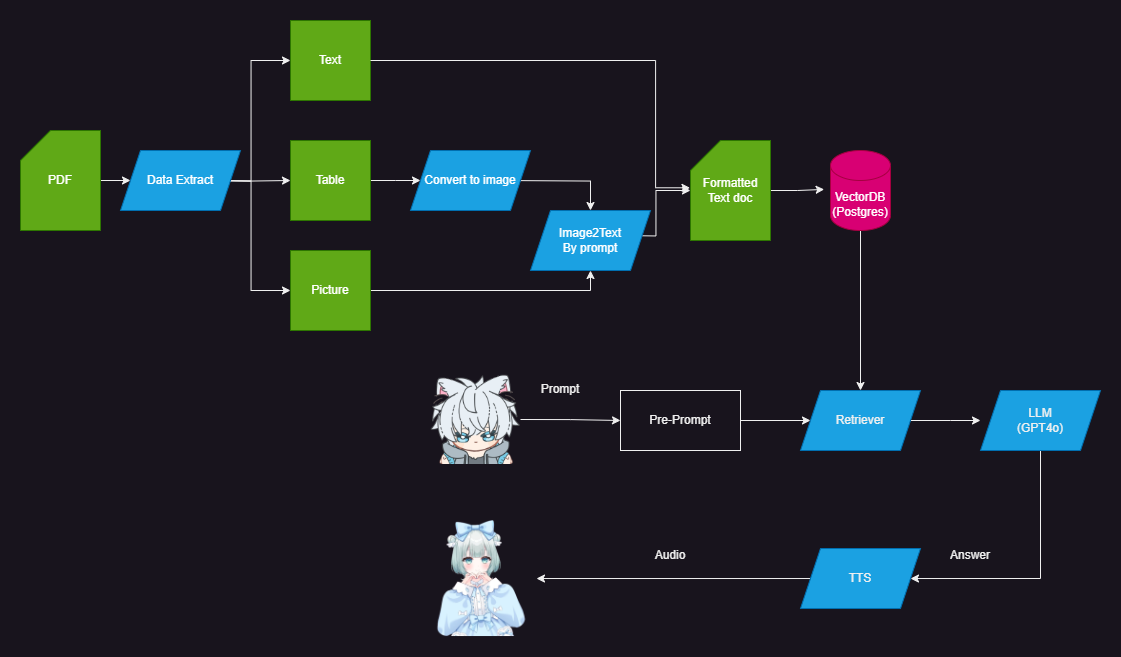 Text
PDF
Data Extract
Table
Convert to image
Formatted
Text doc
VectorDB
(Postgres)
Image2Text
By prompt
Picture
Prompt
Pre-Prompt
Retriever
LLM
(GPT4o)
Audio
TTS
Answer